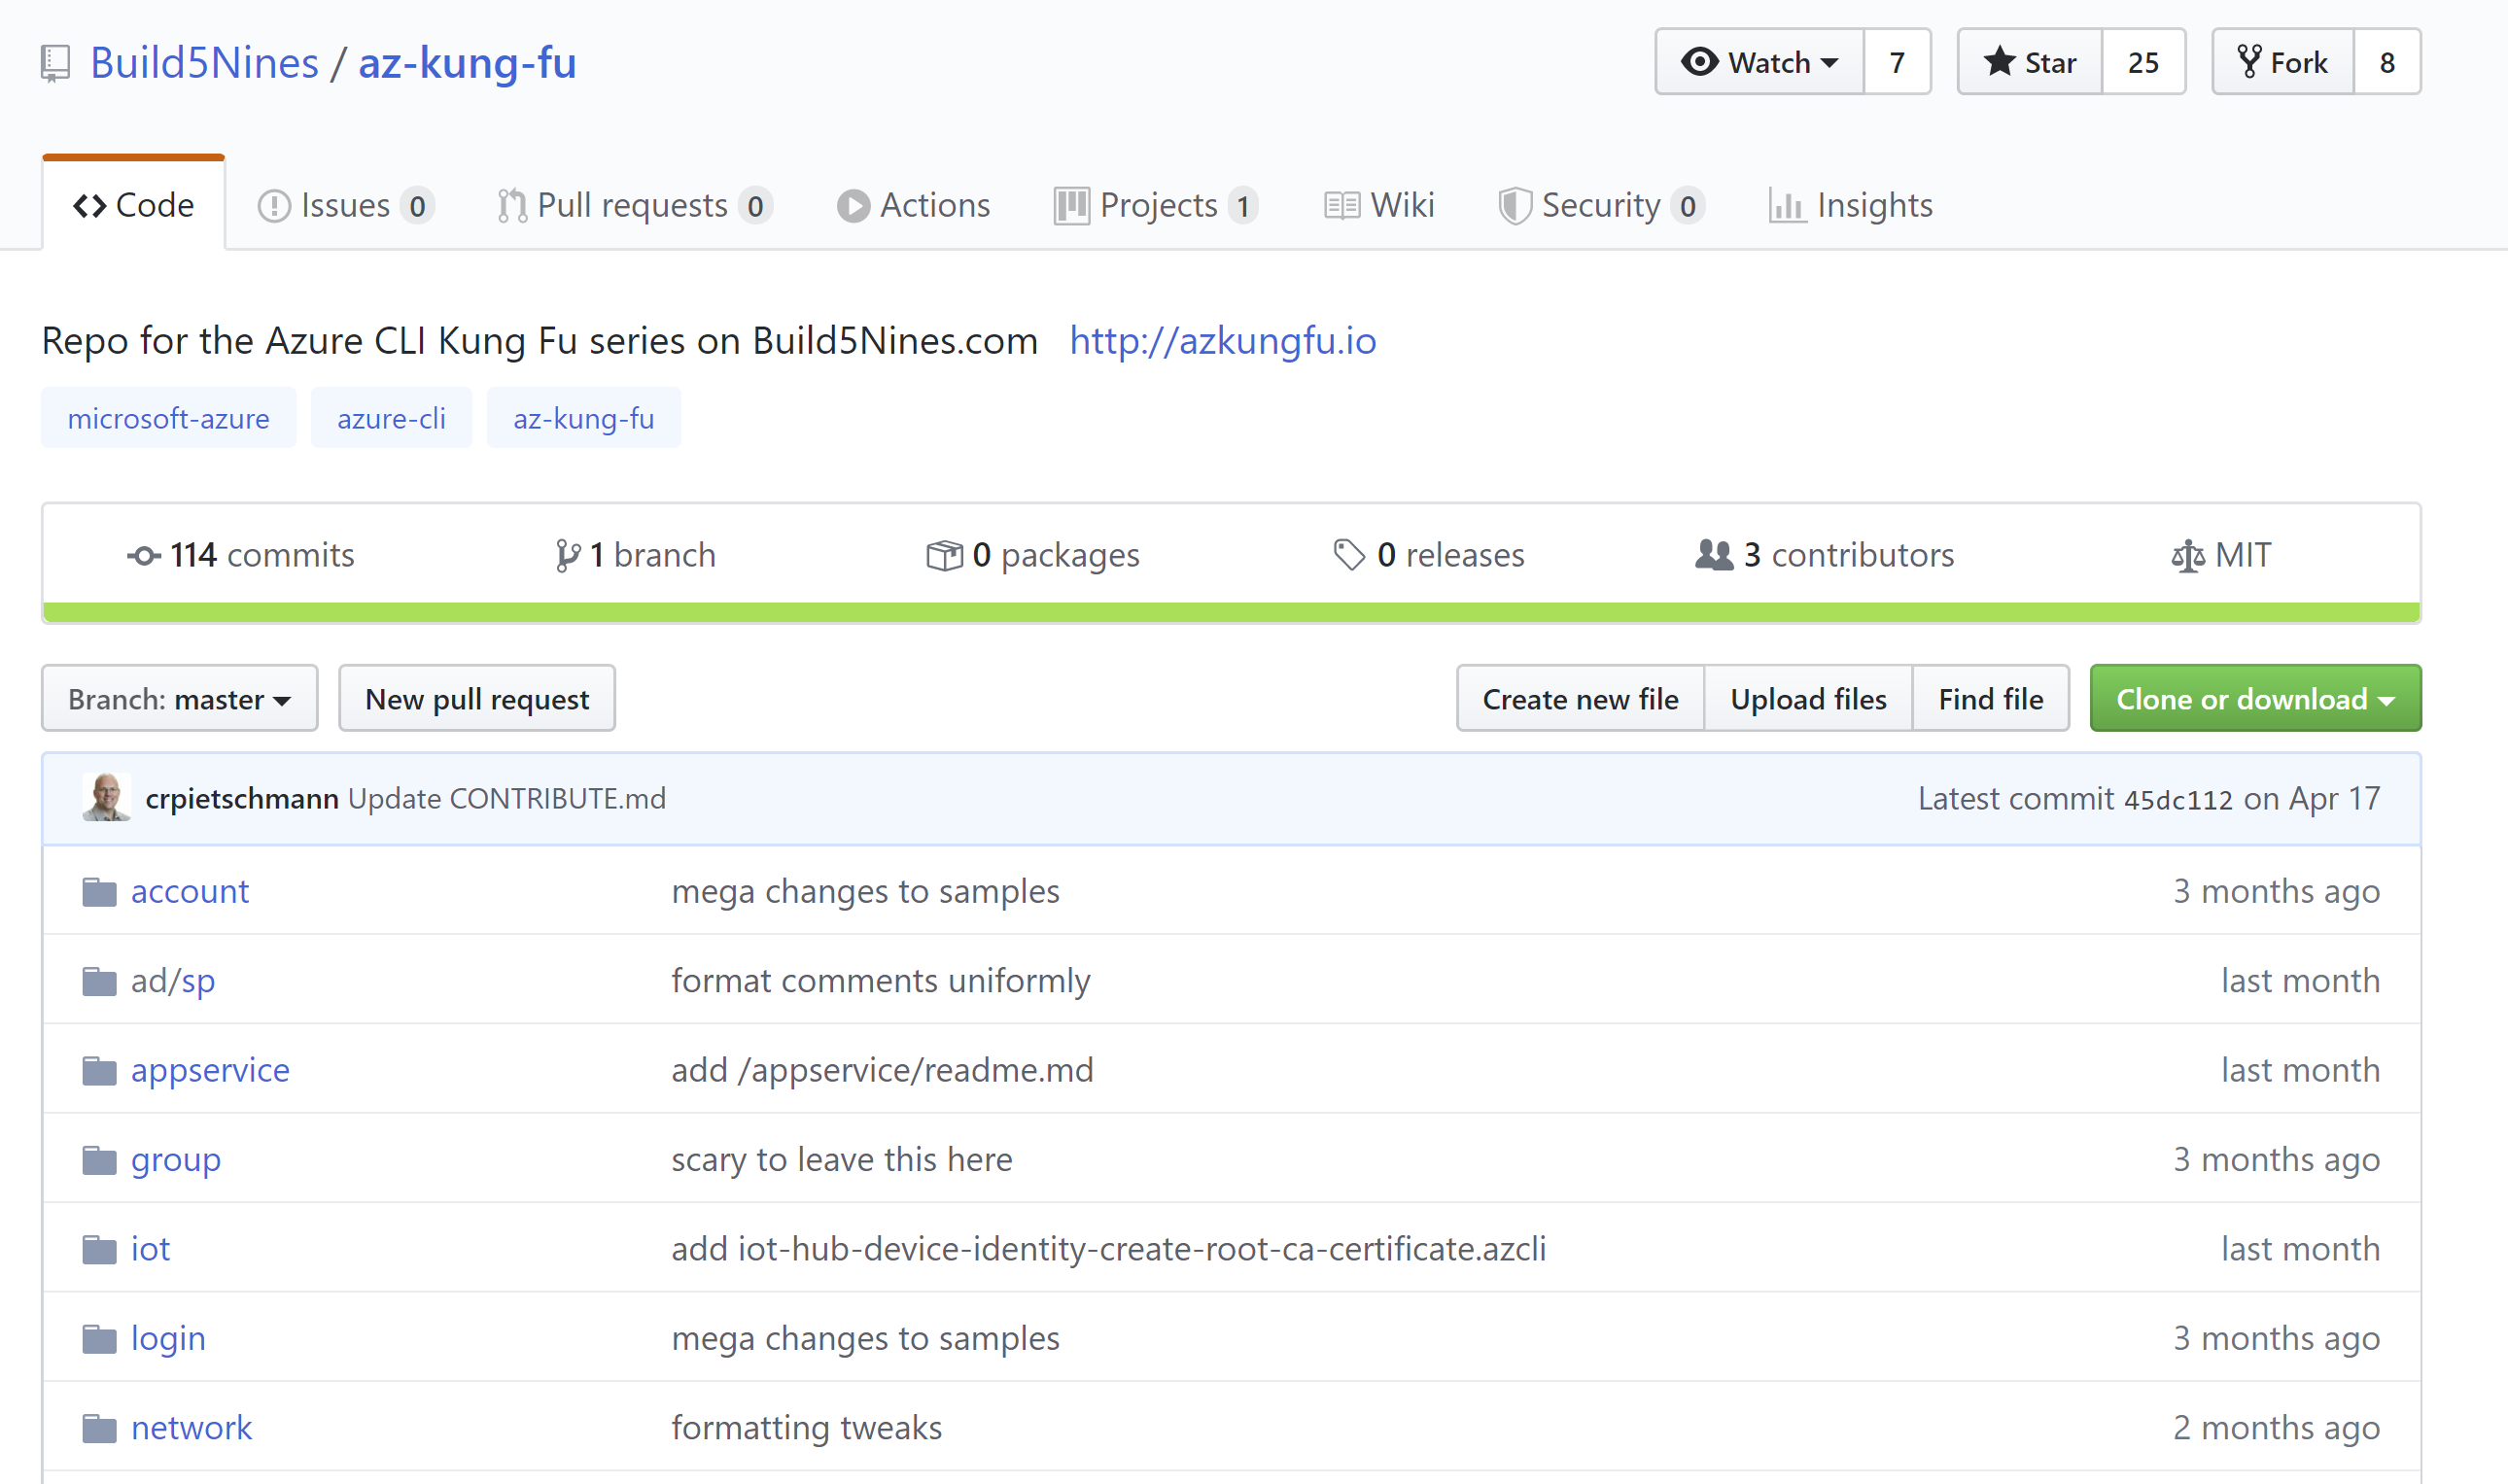 Build5Nines / az-kung-fu Watch 7 Star 25 Fork 8
Code Issues 0 Pull requests 0 Actions Projects 1 Wiki Security 0 Insights
Repo for the Azure CLI Kung Fu series on Build5Nines.com http://azkungfu.io
microsoft-azure azure-cli az-kung-fu
114 commits 1 branch 0 packages 0 releases 3 contributors MIT
Branch: master New pull request Create new file Upload files Find file Clone or download
crpietschmann Update CONTRIBUTE.md Latest commit 45dc112 on Apr 17
account mega changes to samples 3 months ago
ad/sp format comments uniformly last month
appservice add /appservice/readme.md last month
group scary to leave this here 3 months ago
iot add iot-hub-device-identity-create-root-ca-certificate.azcli last month
login mega changes to samples 3 months ago
network formatting tweaks 2 months ago